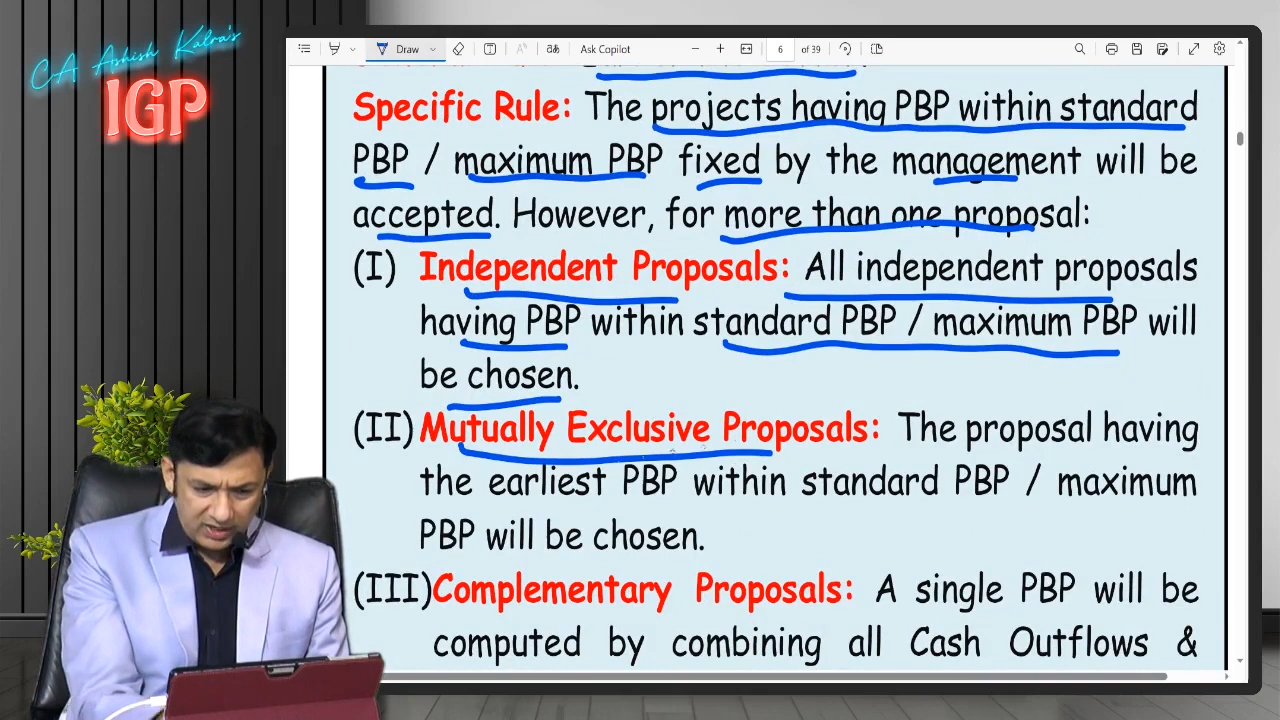 CA Ashish Kalra's
IGP
Draw
Ask Copilot
6 of 39
Specific Rule: The projects having PBP within standard
PBP / maximum PBP fixed by the management will be
accepted. However, for more than one proposal:
(I) Independent Proposals: All independent proposals
having PBP within standard PBP / maximum PBP will
be chosen.
(II) Mutually Exclusive Proposals: The proposal having
the earliest PBP within standard PBP / maximum
PBP will be chosen.
(III) Complementary Proposals: A single PBP will be
computed by combining all Cash Outflows &